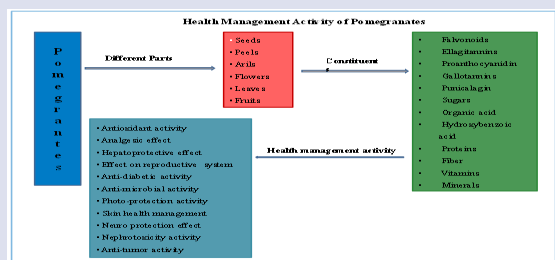 Health Management Activity of Pomegranates
Pomegrantes
Different Parts
• Seeds
• Peels
• Arils
• Flowers
• Leaves
• Fruits
Constituent
s
• Falvonoids
• Ellagitannins
• Proanthocyanidin
• Gallotannins
• Punicalagin
• Sugars
• Organic acid
• Hydroxybenzoic
acid
• Proteins
• Fiber
• Vitamins
• Minerals
Health management activity
• Antioxidant activity
• Analgesic effect
• Hepatoprotective effect
• Effect on reproductive system
• Anti-diabetic activity
• Anti-microbial activity
• Photo-protection activity
• Skin health management
• Neuro protection effect
• Nephrotoxicity activity
• Anti-tumor activity